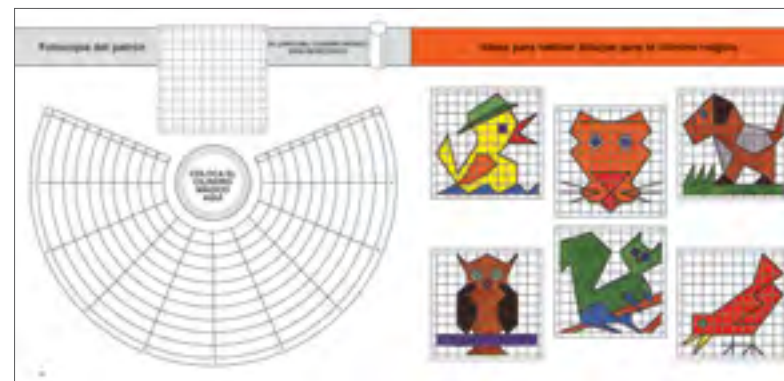 Fotocopia del patrón
COLOCA EL
CILINDRO
MÁGICO
AQUÍ
Ideas para realizar dibujos para el cilindro mágico